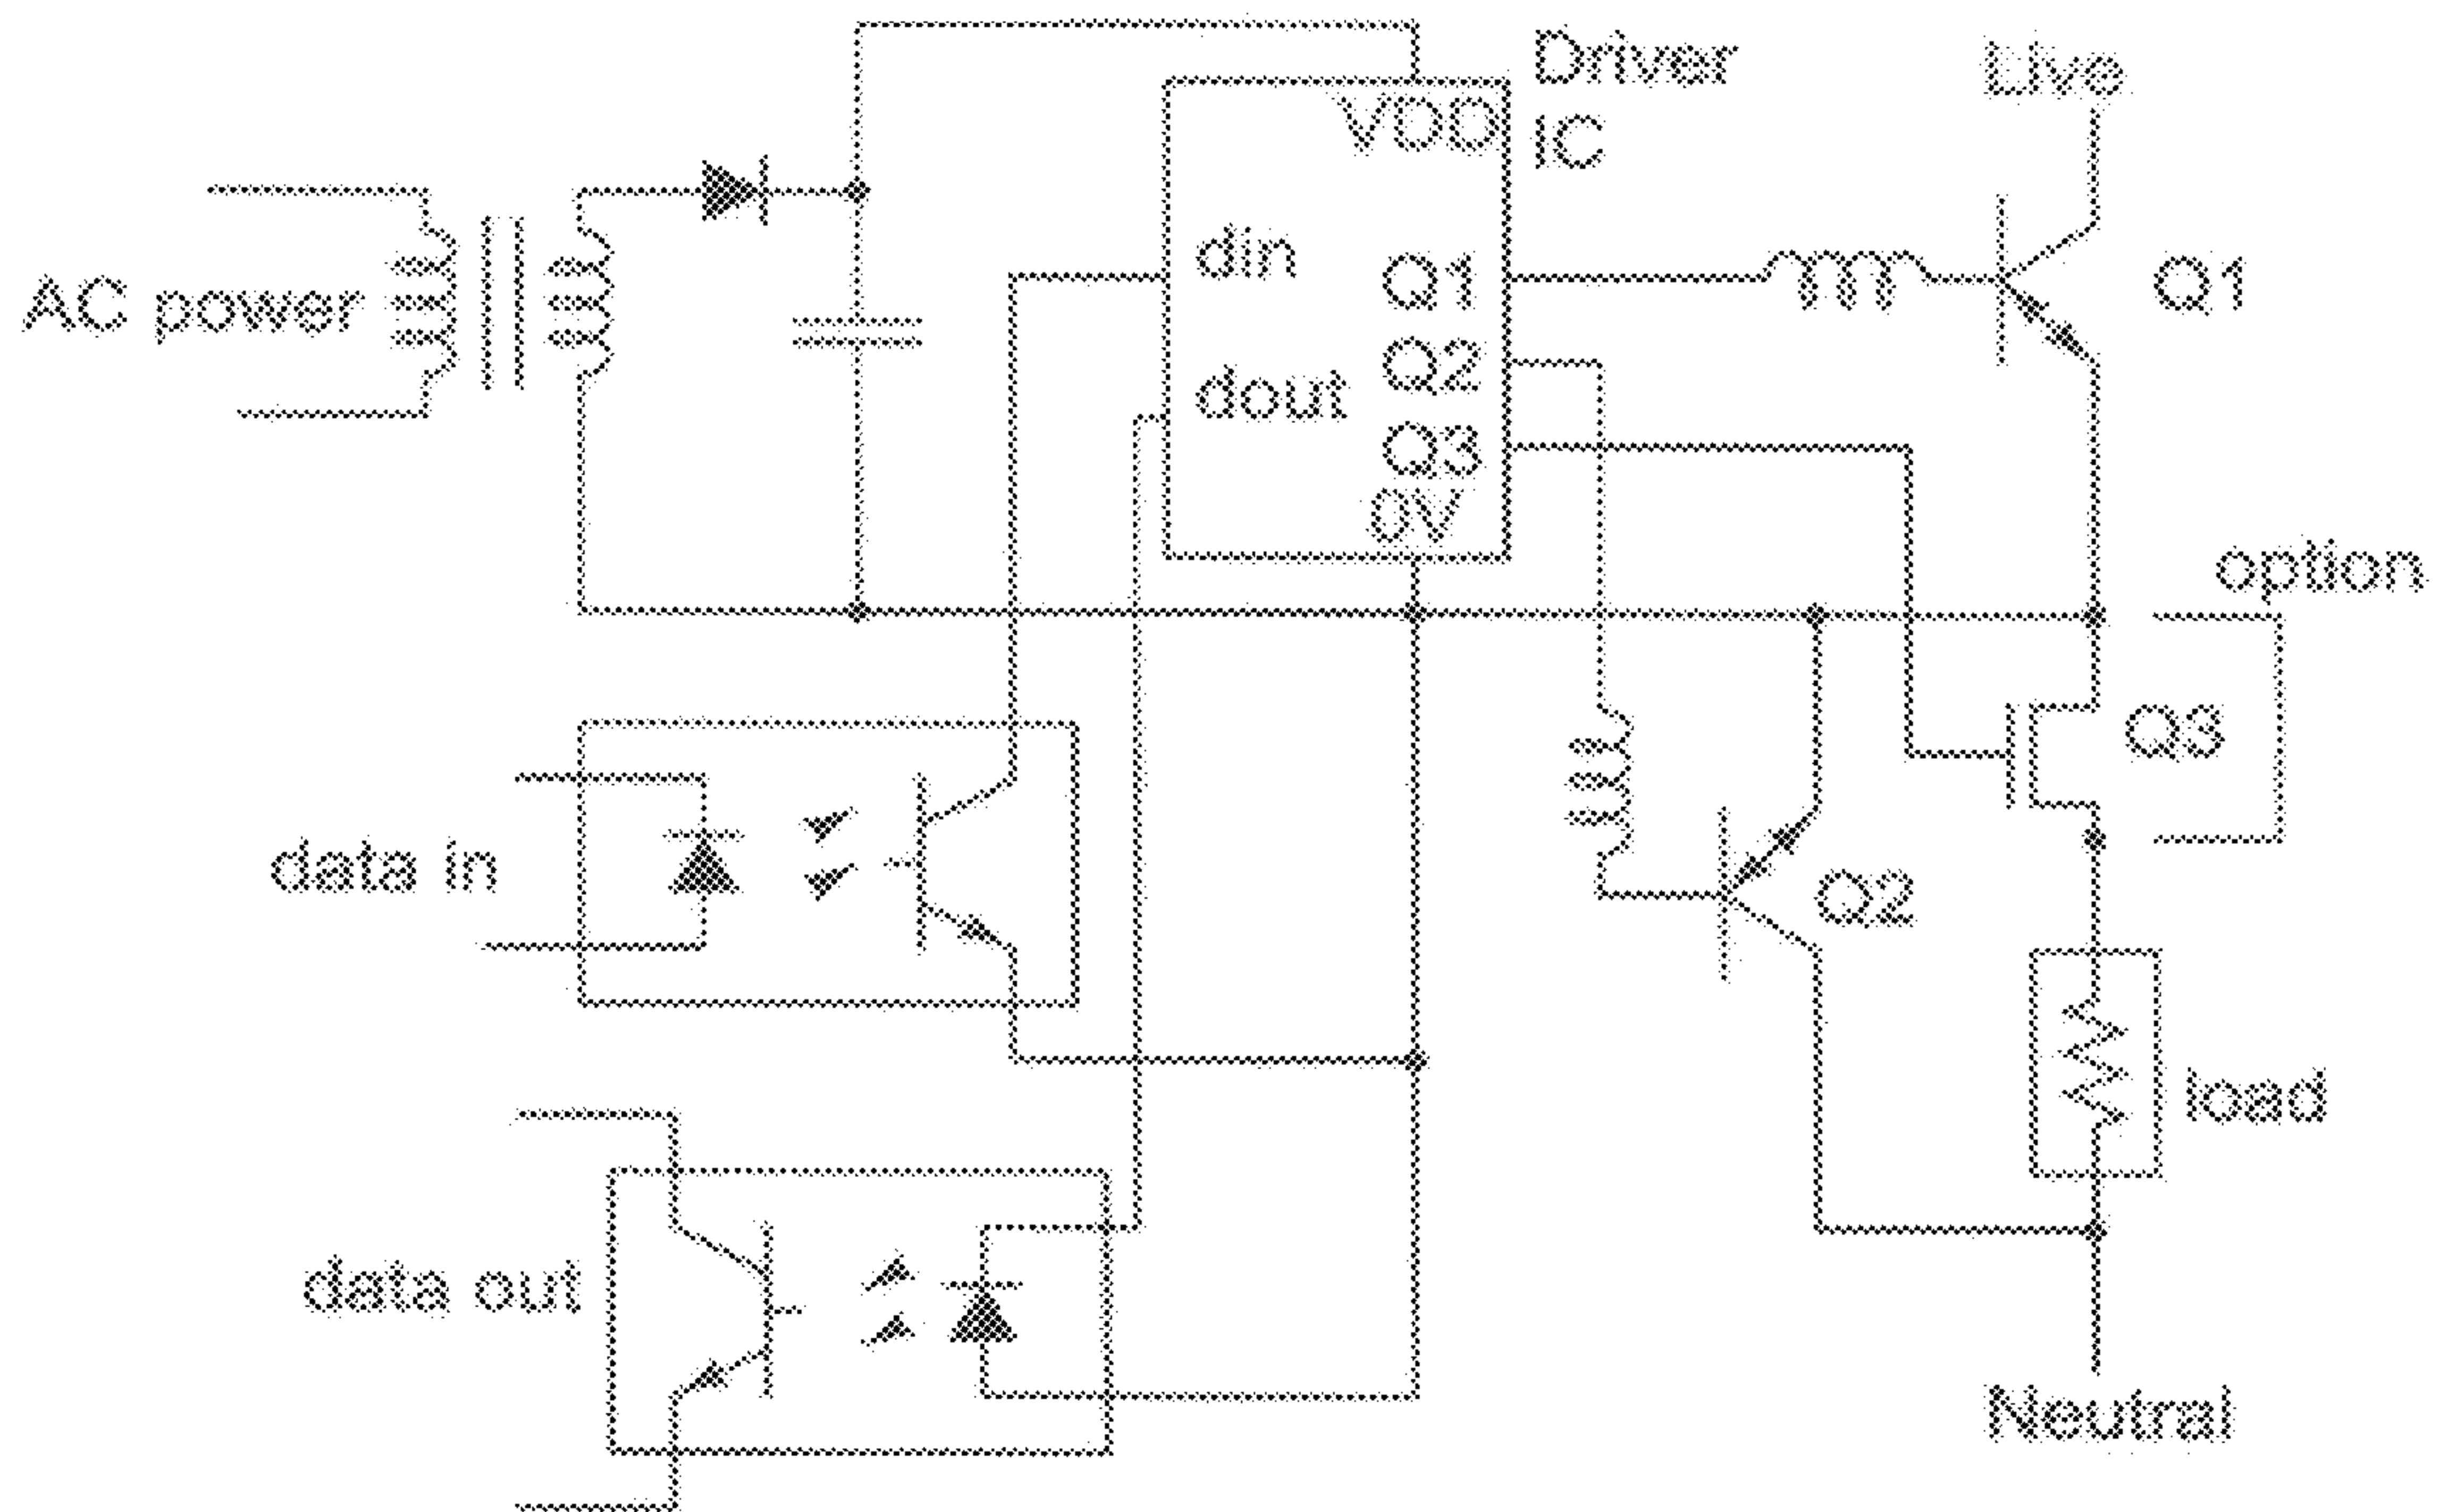 Driver
IC
Live
VDD
AC power
din
Q1
Q1
dout
Q2
Q3
0V
option
Q3
data in
Q2
load
data out
Neutral